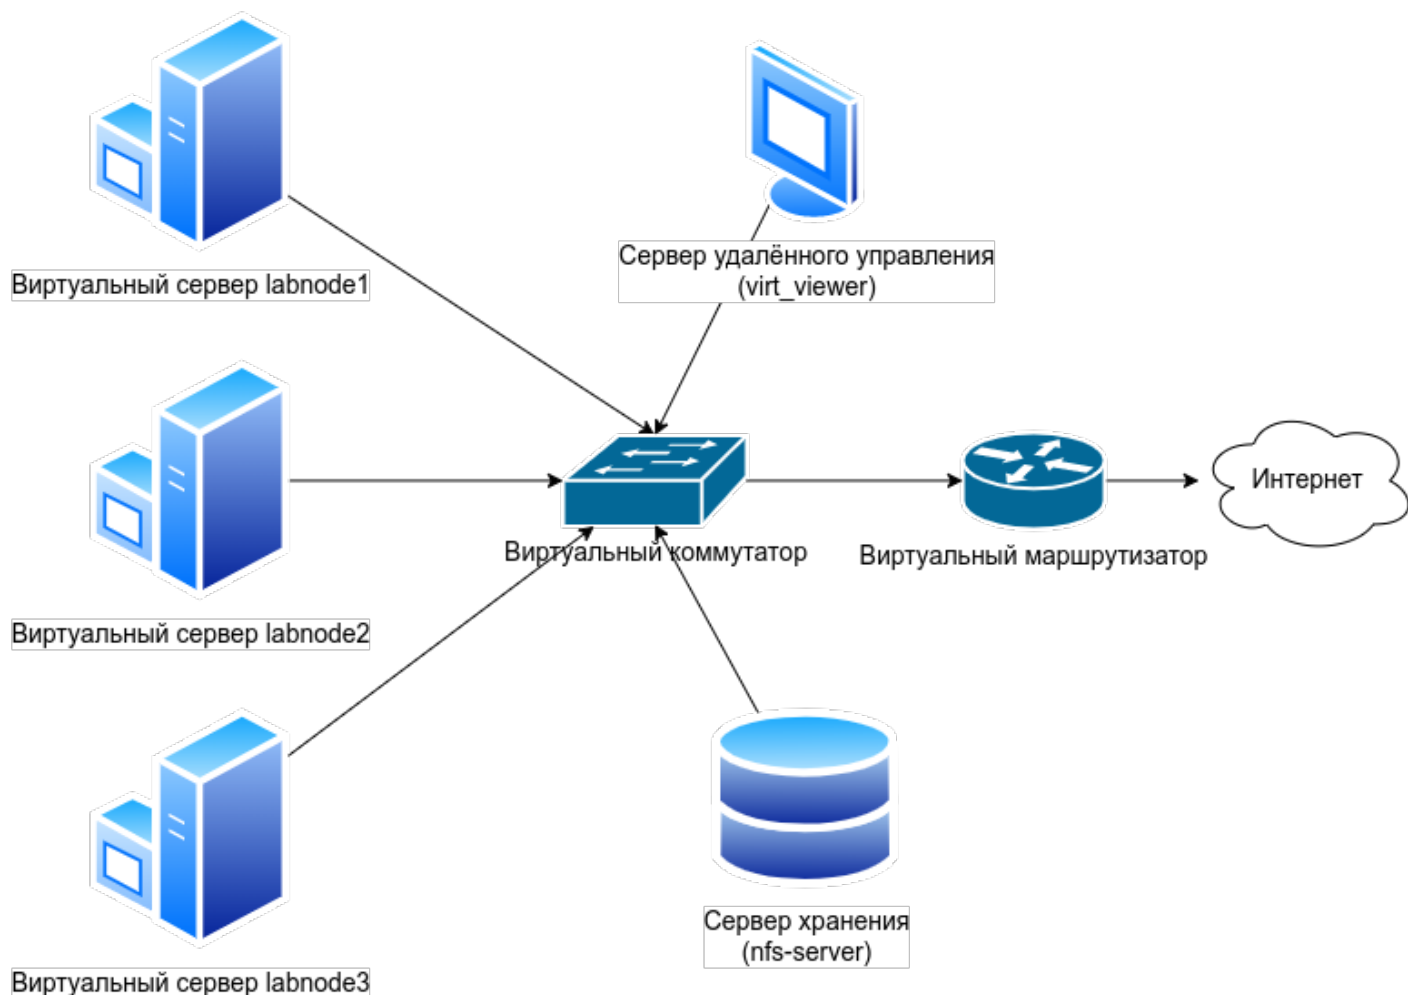 Виртуальный сервер labnode1
Сервер удалённого управления
(virt_viewer)
Интернет
Виртуальный коммутатор
Виртуальный маршрутизатор
Виртуальный сервер labnode2
Сервер хранения
(nfs-server)
Виртуальный сервер labnode3